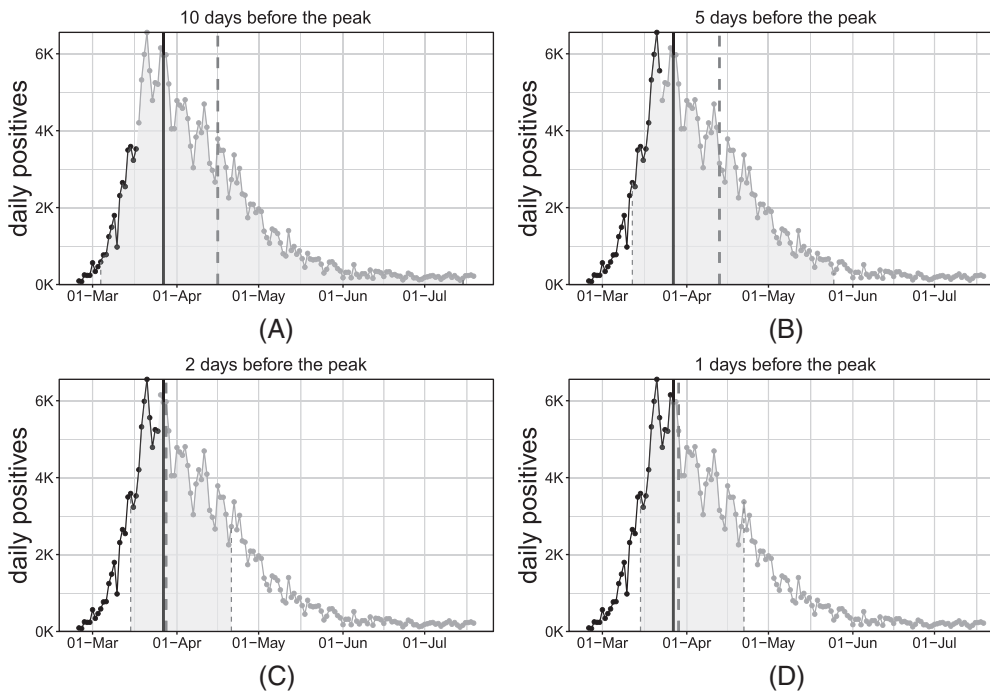 10 days before the peak
daily positives
6K
4K
2K
0K
01−Mar 01−Apr 01−May 01−Jun 01−Jul
(A)
5 days before the peak
daily positives
6K
4K
2K
0K
01−Mar 01−Apr 01−May 01−Jun 01−Jul
(B)
2 days before the peak
daily positives
6K
4K
2K
0K
01−Mar 01−Apr 01−May 01−Jun 01−Jul
(C)
1 days before the peak
daily positives
6K
4K
2K
0K
01−Mar 01−Apr 01−May 01−Jun 01−Jul
(D)